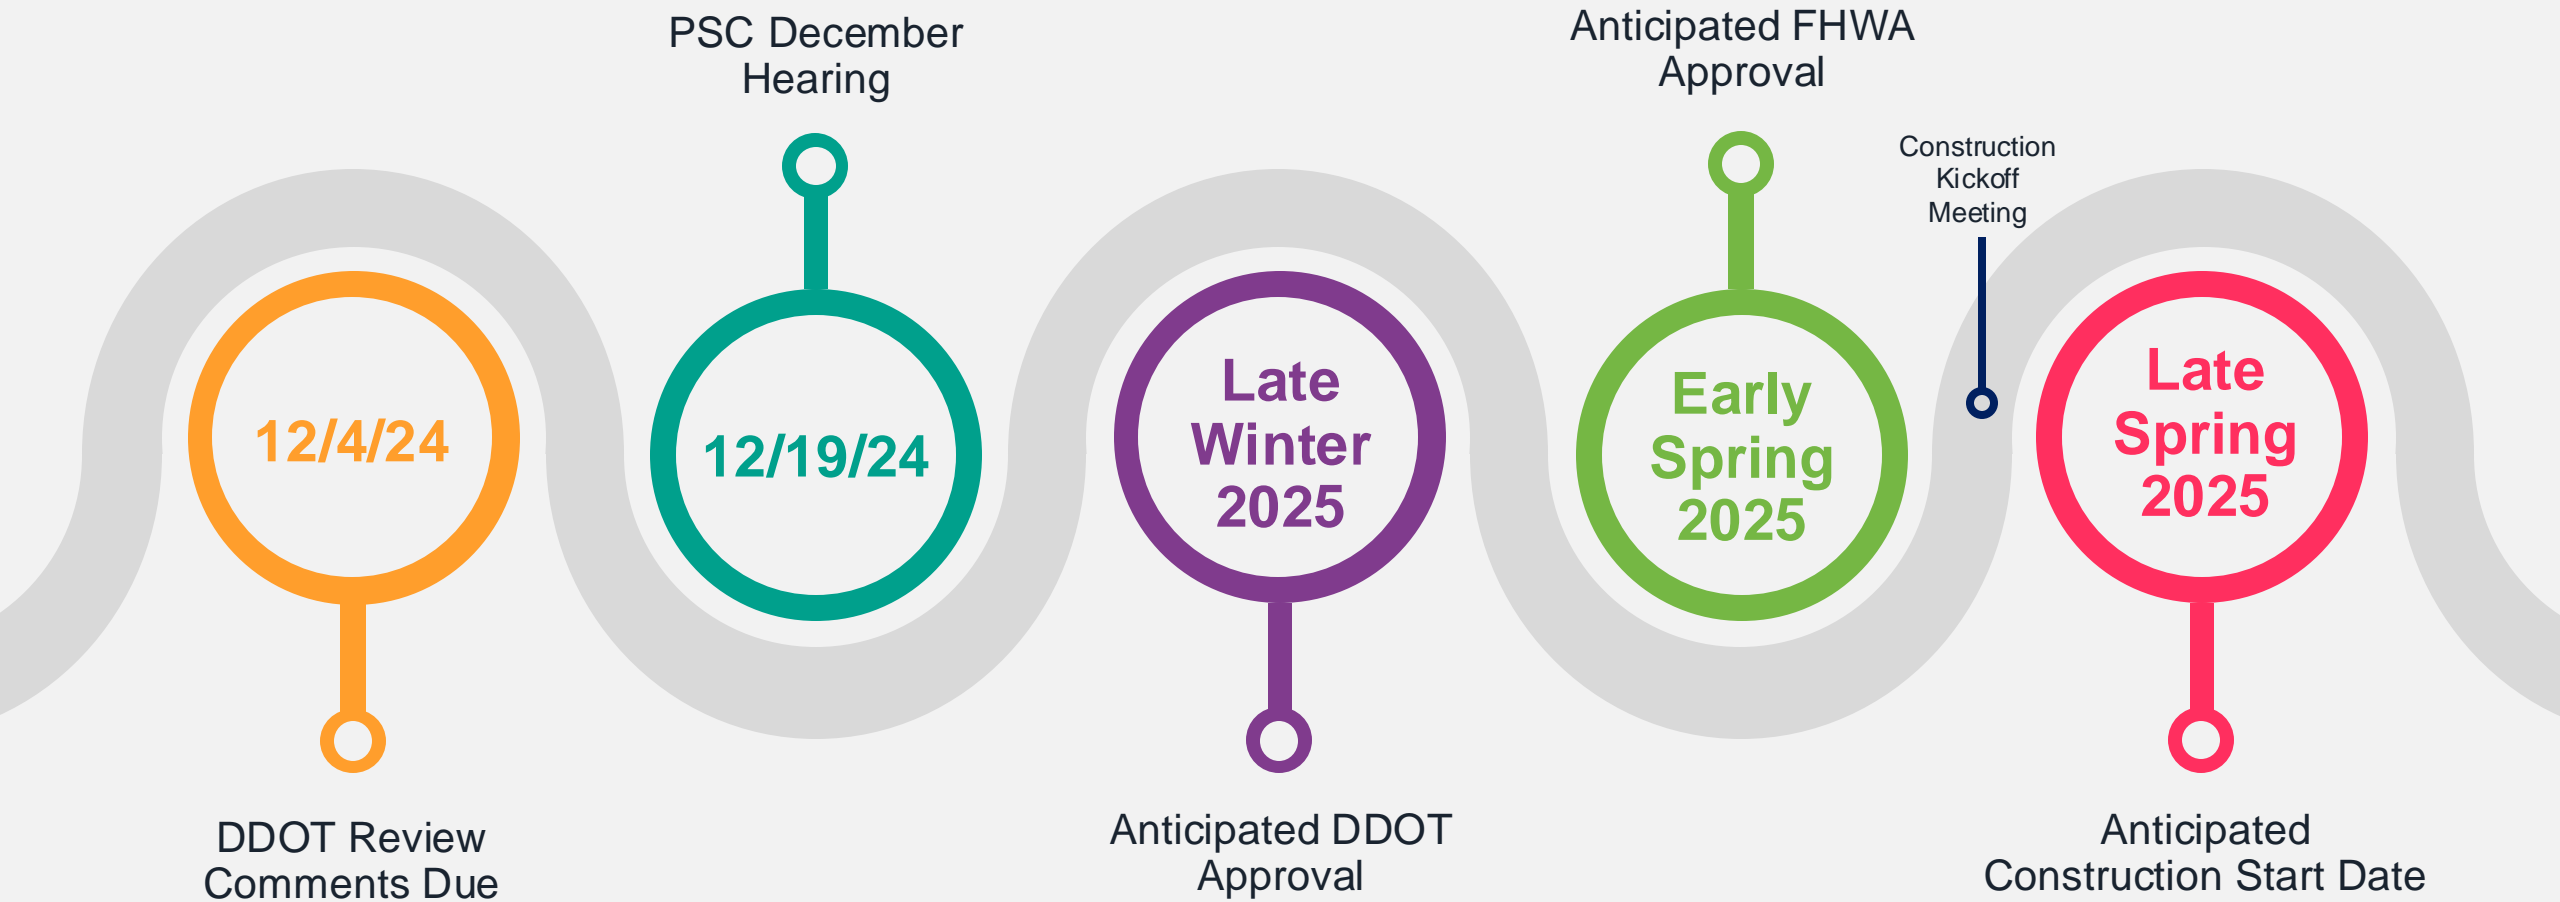 PSC December
Hearing
Anticipated FHWA
Approval
Construction
Kickoff
Meeting
12/4/24
12/19/24
Late
Winter
2025
Early
Spring
2025
Late
Spring
2025
DDOT Review
Comments Due
Anticipated DDOT
Approval
Anticipated
Construction Start Date